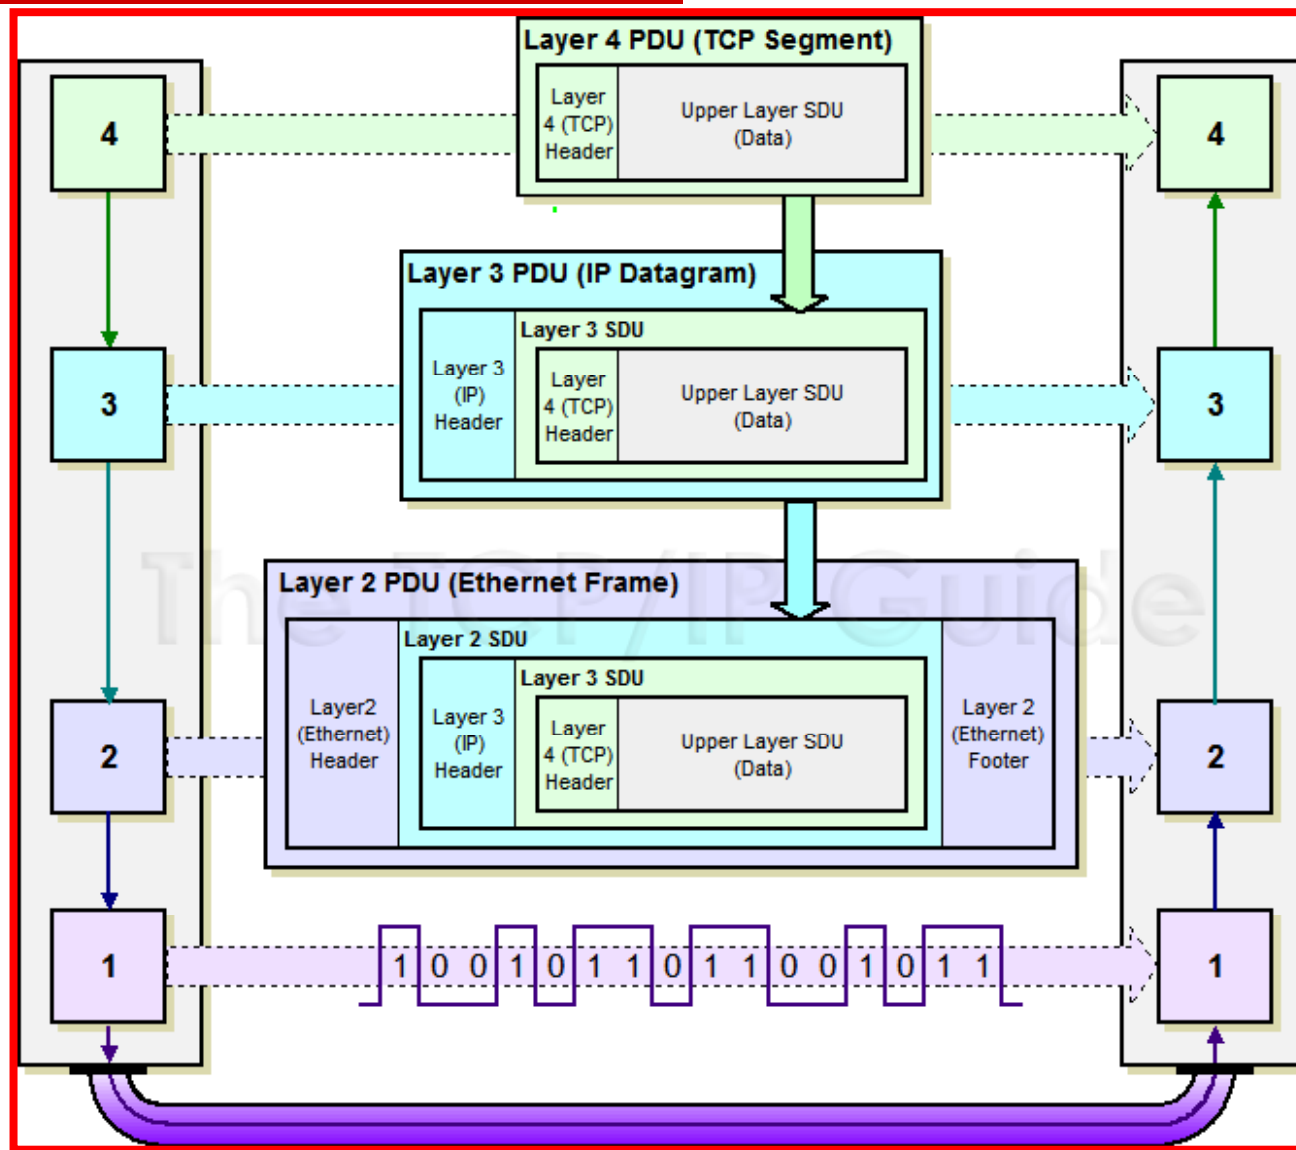 Layer 4 PDU (TCP Segment)
4
Layer
4 (TCP)
Header
Upper Layer SDU
(Data)
4
Layer 3 PDU (IP Datagram)
Layer 3 SDU
3
Layer 3
(IP)
Header
Layer
4 (TCP)
Header
Upper Layer SDU
(Data)
3
The TCP/IP Guide
Layer 2 PDU (Ethernet Frame)
Layer 2 SDU
Layer 3 SDU
2
Layer2
(Ethernet)
Header
Layer 3
(IP)
Header
Layer
4 (TCP)
Header
Upper Layer SDU
(Data)
Layer 2
(Ethernet)
Footer
2
1
1 0 0 1 0 1 1 0 1 1 0 0 1 0 1 1
1